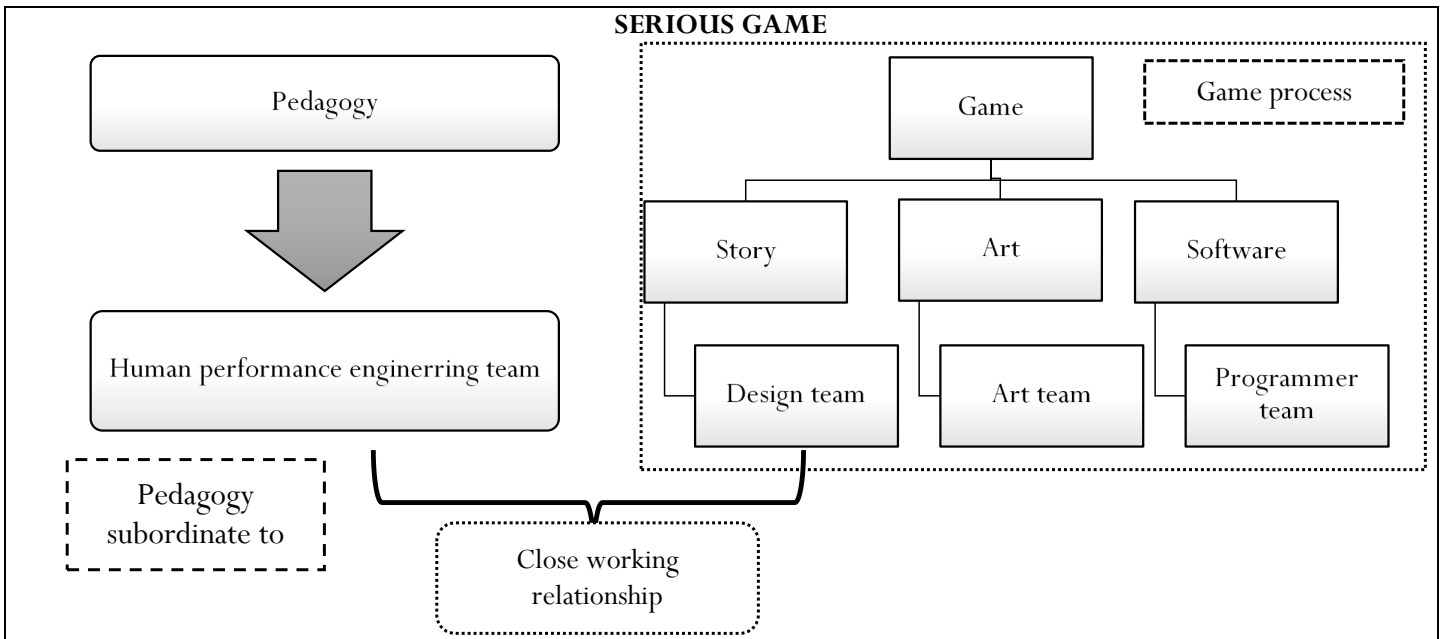 SERIOUS GAME
Pedagogy
Game
Game process
Story
Art
Software
Human performance enginerring team
Design team
Art team
Programmer
team
Pedagogy
subordinate to
Close working
relationship